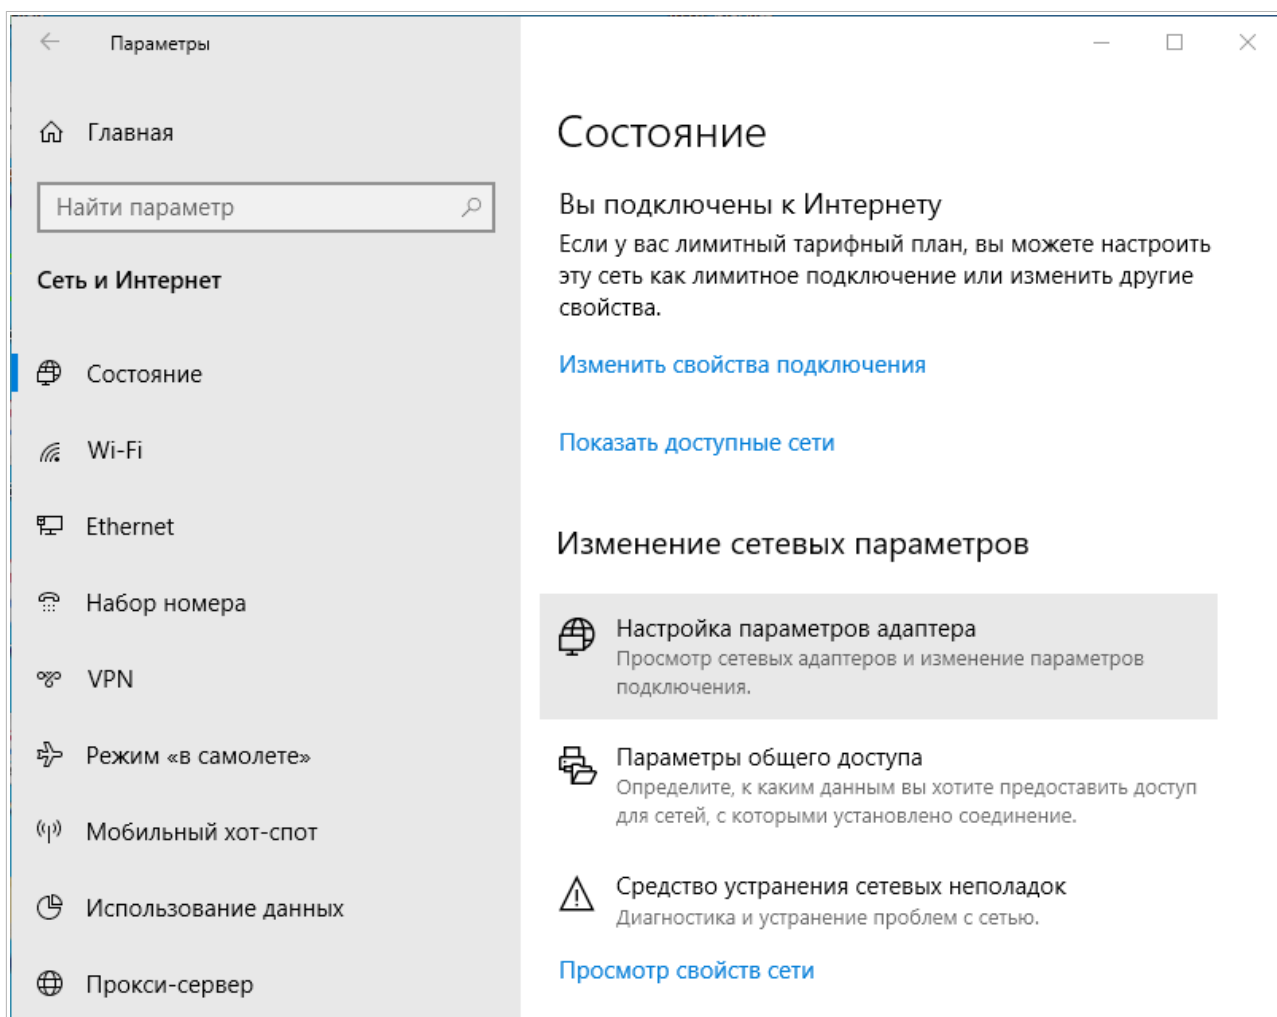 Параметры
Главная
Найти параметр
Сеть и Интернет
Состояние
Wi-Fi
Ethernet
Набор номера
VPN
Режим «в самолете»
Мобильный хот-спот
Использование данных
Прокси-сервер
Состояние
Вы подключены к Интернету
Если у вас лимитный тарифный план, вы можете настроить
эту сеть как лимитное подключение или изменить другие
свойства.
Изменить свойства подключения
Показать доступные сети
Изменение сетевых параметров
Настройка параметров адаптера
Просмотр сетевых адаптеров и изменение параметров
подключения.
Параметры общего доступа
Определите, к каким данным вы хотите предоставить доступ
для сетей, с которыми установлено соединение.
Средство устранения сетевых неполадок
Диагностика и устранение проблем с сетью.
Просмотр свойств сети